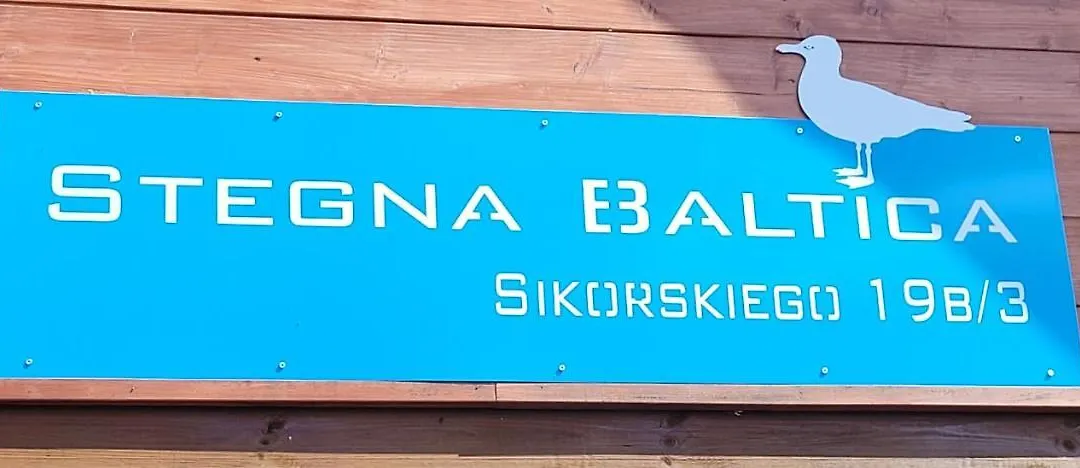 STEGNA BALTICA
SIKORSKIEGO 19B/3